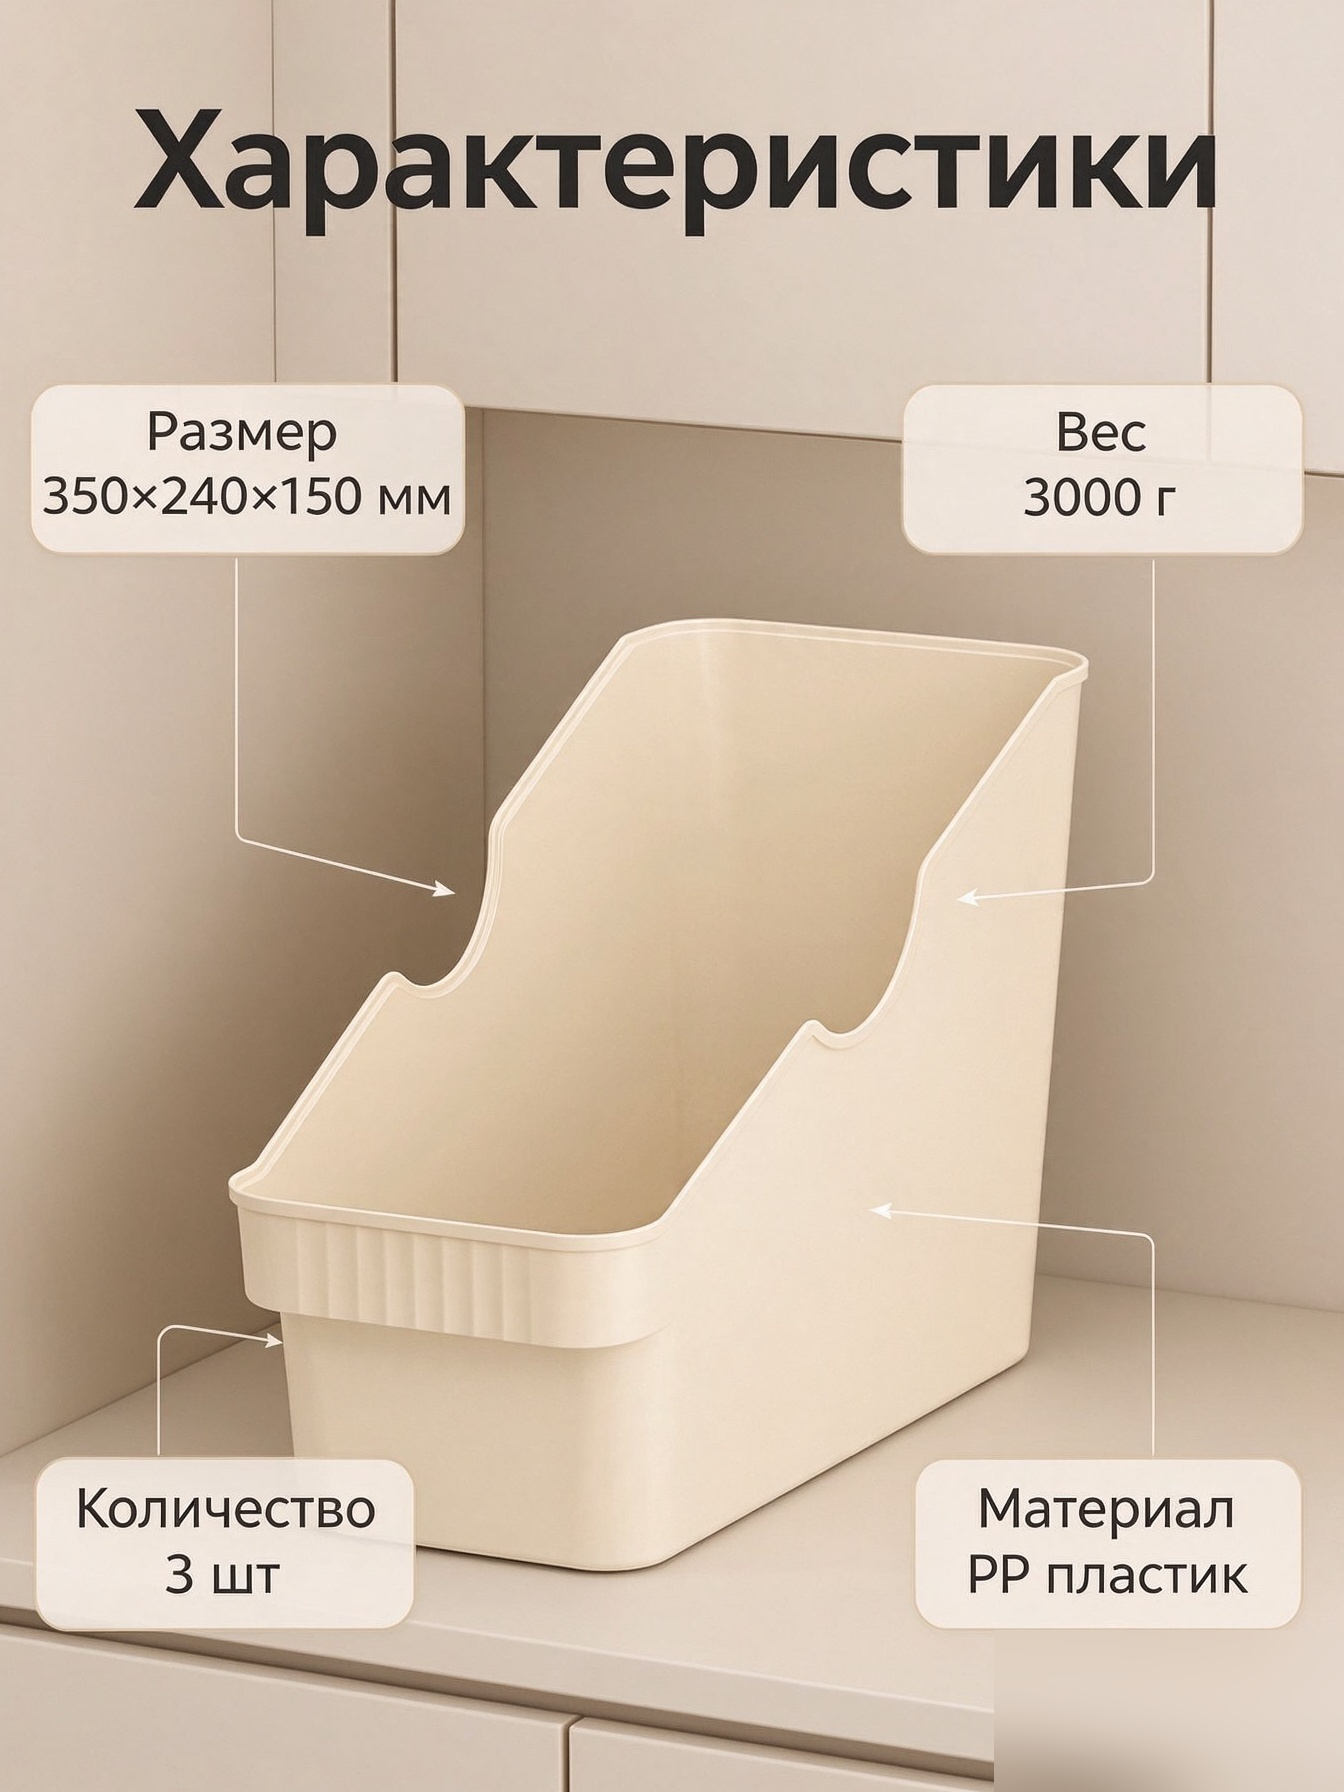 Характеристики
Размер
350×240×150 мм
Вес
3000 г
Количество
3 шт
Материал
PP пластик